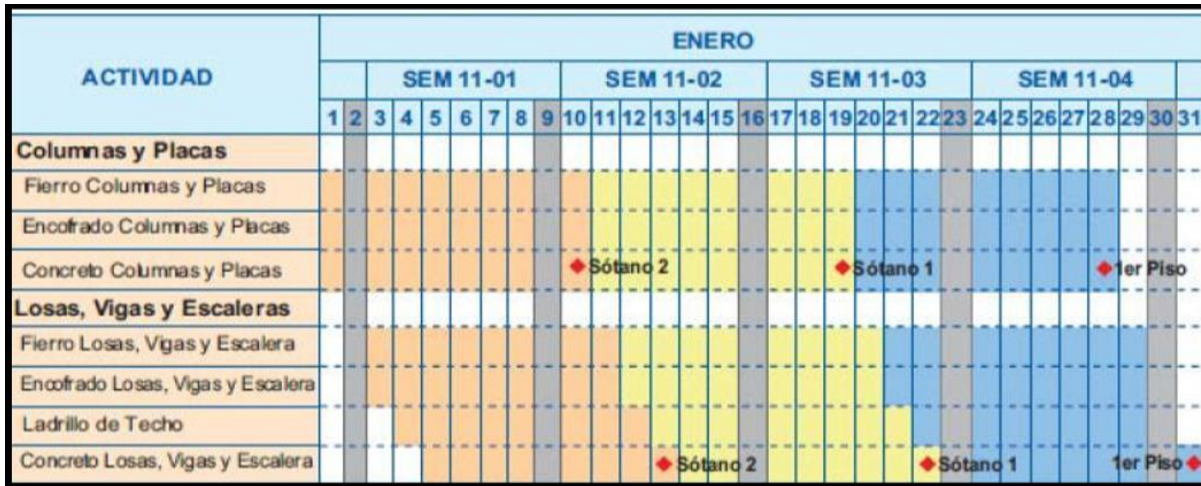 ENERO
ACTIVIDAD
SEM 11-01 SEM 11-02 SEM 11-03 SEM 11-04
1 2 3 4 5 6 7 8 9 10 11 12 13 14 15 16 17 18 19 20 21 22 23 24 25 26 27 28 29 30 31
Columnas y Placas
Fierro Columnas y Placas
Encofrado Columnas y Placas
Concreto Columnas y Placas Sótano 2 Sótano 1 1er Piso
Losas, Vigas y Escaleras
Fierro Losas, Vigas y Escalera
Encofrado Losas, Vigas y Escalera
Ladrillo de Techo
Concreto Losas, Vigas y Escalera Sótano 2 Sótano 1 1er Piso